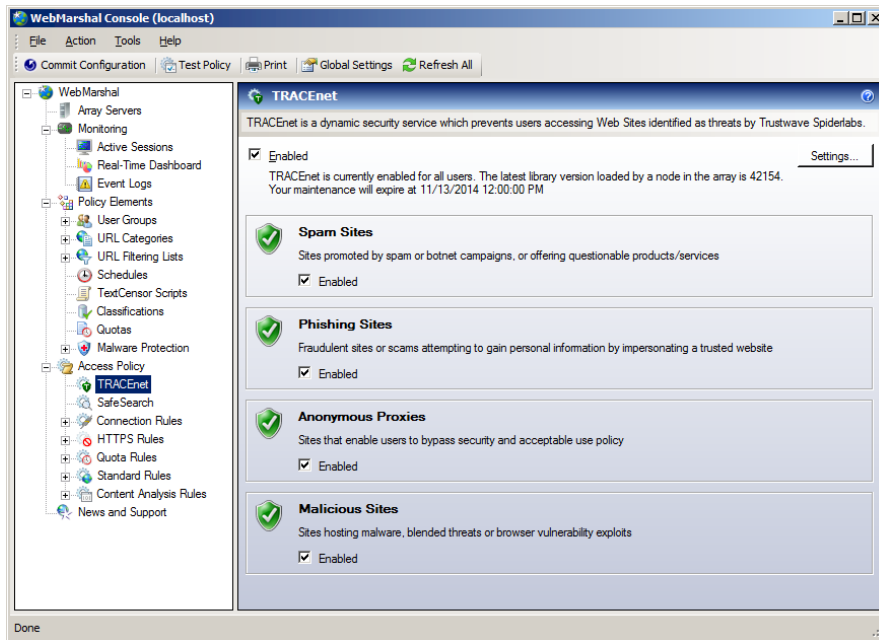 WebMarshal Console (localhost)
File Action Tools Help
Commit Configuration Test Policy Print Global Settings Refresh All
WebMarshal
Array Servers
Monitoring
Active Sessions
Real-Time Dashboard
Event Logs
Policy Elements
User Groups
URL Categories
URL Filtering Lists
Schedules
TextCensor Scripts
Classifications
Quotas
Malware Protection
Access Policy
TRACEnet
SafeSearch
Connection Rules
HTTPS Rules
Quota Rules
Standard Rules
Content Analysis Rules
News and Support
TRACEnet
TRACEnet is a dynamic security service which prevents users accessing Web Sites identified as threats by Trustwave Spiderlabs.
Enabled
Settings...
TRACEnet is currently enabled for all users. The latest library version loaded by a node in the array is 42154.
Your maintenance will expire at 11/13/2014 12:00:00 PM
Spam Sites
Sites promoted by spam or botnet campaigns, or offering questionable products/services
Enabled
Phishing Sites
Fraudulent sites or scams attempting to gain personal information by impersonating a trusted website
Enabled
Anonymous Proxies
Sites that enable users to bypass security and acceptable use policy
Enabled
Malicious Sites
Sites hosting malware, blended threats or browser vulnerability exploits
Enabled
Done